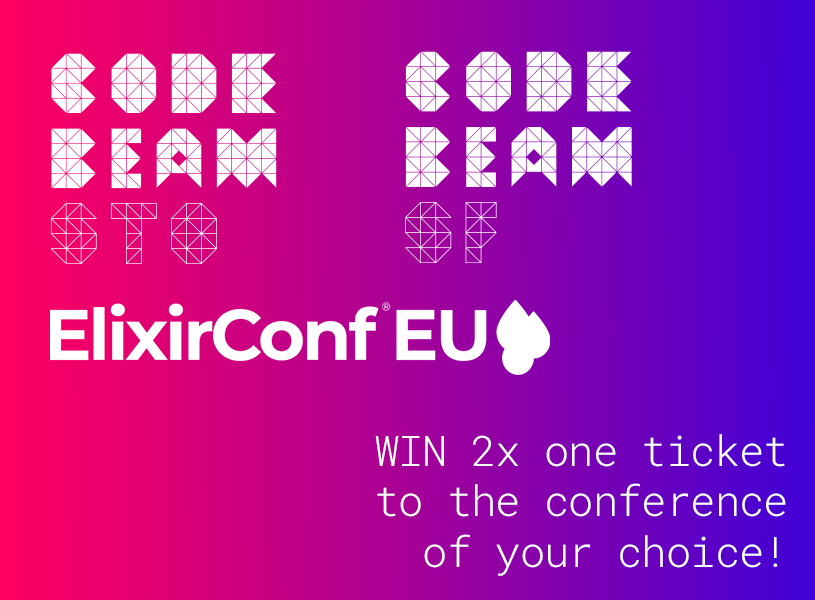 CODE
BEAM
STO
CODE
BEAM
SF
ElixirConf® EU
WIN 2x one ticket
to the conference
of your choice!